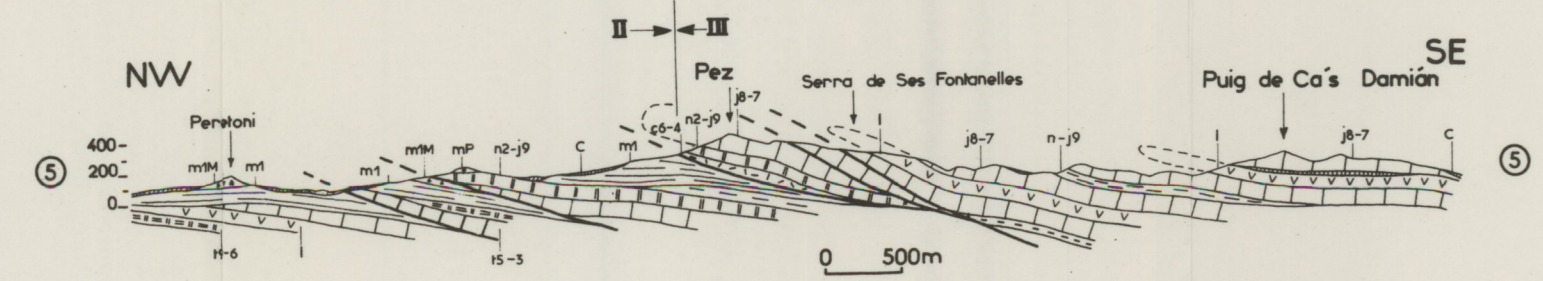 II III
NW SE
Pez Serra de Ses Fontanelles Puig de Ca´s Damián
j8-7
Peretoni c6-4 n2-j9 l j8-7 n-j9 l j8-7 C
400- m1M mP n2-j9 C m1
5 m1M m1 m1 5
200-
0-
t4-6 l t5-3
0 500m